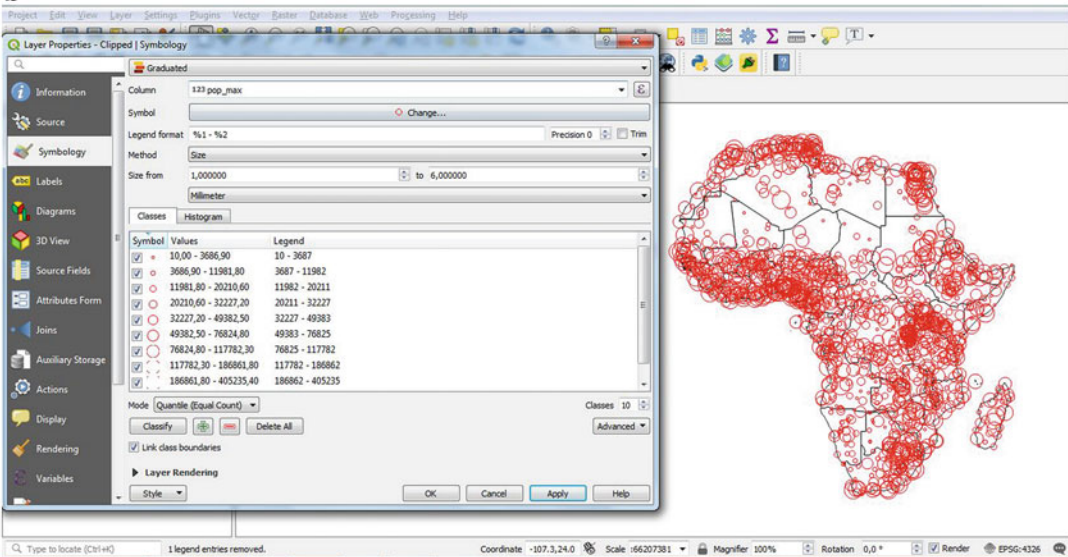 Project Edit View Layer Settings Plugins Vector Raster Database Web Processing Help
Layer Properties - Clipped | Symbology
Graduated
Information
Source
Symbology
abc Labels
Diagrams
3D View
Source Fields
Attributes Form
Joins
Auxiliary Storage
Actions
Display
Rendering
Variables
Column 123 pop_max ε
Symbol Change...
Legend format %1 - %2 Precision 0 Trim
Method Size
Size from 1,000000 to 6,000000
Millimeter
Classes Histogram
Symbol Values Legend
10,00 - 3686,90 10 - 3687
3686,90 - 11981,80 3687 - 11982
11981,80 - 20210,60 11982 - 20211
20210,60 - 32227,20 20211 - 32227
32227,20 - 49382,50 32227 - 49383
49382,50 - 76824,80 49383 - 76825
76824,80 - 117782,30 76825 - 117782
117782,30 - 186861,80 117782 - 186862
186861,80 - 405235,40 186862 - 405235
Mode Quantile (Equal Count) Classes 10
Classify Delete All Advanced
Link class boundaries
Layer Rendering
Style OK Cancel Apply Help
Type to locate (Ctrl+K) 1 legend entries removed. Coordinate -107.3,24.0 Scale :66207381 Magnifier 100% Rotation 0,0 ° Render EPSG:4326